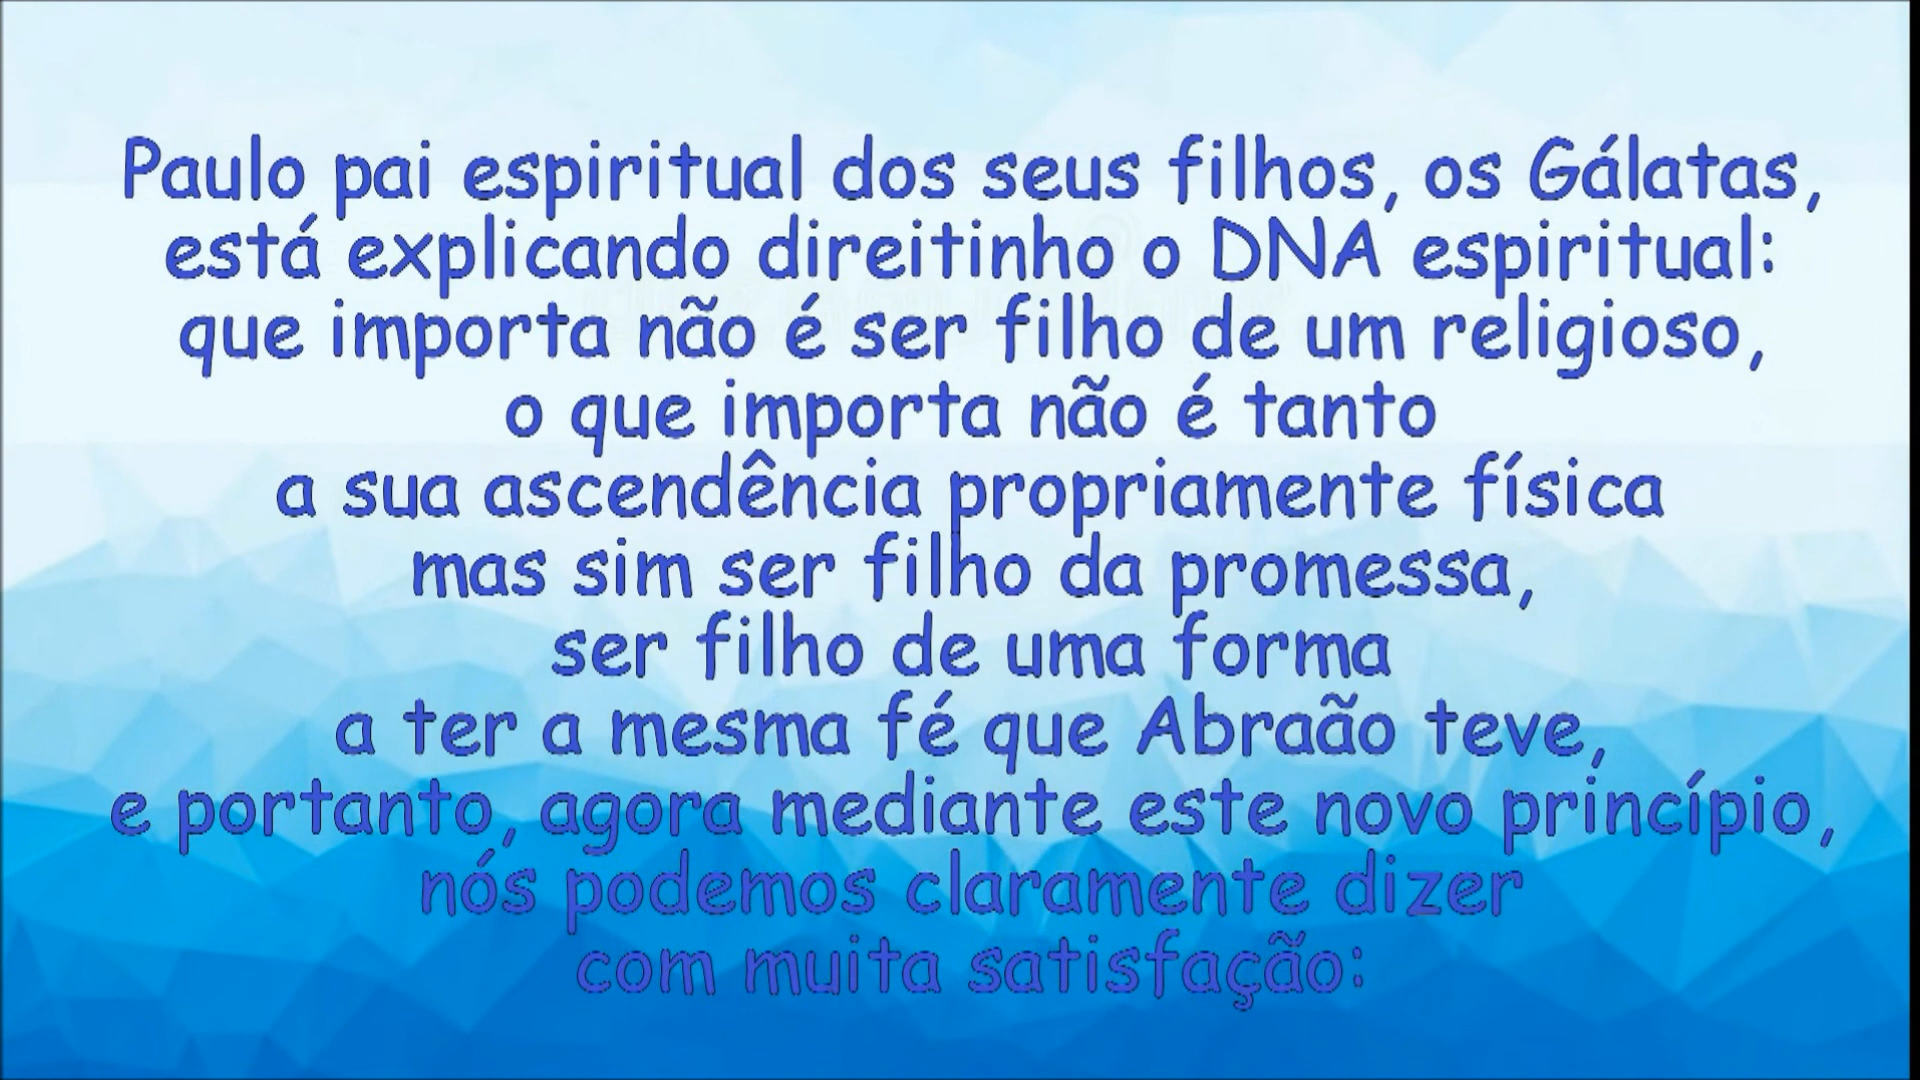 Paulo pai espiritual dos seus filhos, os Gálatas,
está explicando direitinho o DNA espiritual:
que importa não é ser filho de um religioso,
o que importa não é tanto
a sua ascendência propriamente física
mas sim ser filho da promessa,
ser filho de uma forma
a ter a mesma fé que Abraão teve,
e portanto, agora mediante este novo princípio,
nós podemos claramente dizer
com muita satisfação: